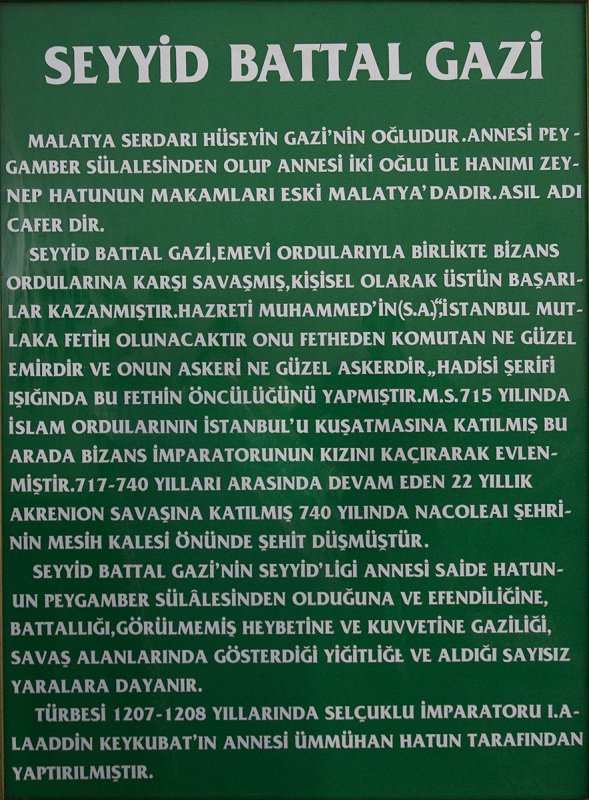 SEYYİD BATTAL GAZİ
MALATYA SERDARI HÜSEYİN GAZİ'NİN OĞLUDUR.ANNESİ PEY-
GAMBER SÜLALESİNDEN OLUP ANNESİ İKİ OĞLU İLE HANIMI ZEY-
NEP HATUNUN MAKAMLARI ESKİ MALATYA'DADIR.ASIL ADI
CAFER DİR.
SEYYİD BATTAL GAZİ,EMEVİ ORDULARIYLA BİRLİKTE BİZANS
ORDULARINA KARŞI SAVAŞMIŞ,KİŞİSEL OLARAK ÜSTÜN BAŞARI-
LAR KAZANMIŞTIR.HAZRETİ MUHAMMED'İN(S.A.)",İSTANBUL MUT-
LAKA FETİH OLUNACAKTIR ONU FETHEDEN KOMUTAN NE GÜZEL
EMİRDİR VE ONUN ASKERİ NE GÜZEL ASKERDİR,,HADİSİ ŞERİFİ
IŞIĞINDA BU FETHİN ÖNCÜLÜĞÜNÜ YAPMIŞTIR.M.S.715 YILINDA
İSLAM ORDULARININ İSTANBUL'U KUŞATMASINA KATILMIŞ BU
ARADA BİZANS İMPARATORUNUN KIZINI KAÇIRARAK EVLEN-
MİŞTİR.717-740 YILLARI ARASINDA DEVAM EDEN 22 YILLIK
AKRENION SAVAŞINA KATILMIŞ 740 YILINDA NACOLEAI ŞEHRİ-
NİN MESİH KALESİ ÖNÜNDE ŞEHİT DÜŞMÜŞTÜR.
SEYYİD BATTAL GAZİ'NİN SEYYİD'LİGİ ANNESİ SAİDE HATUN-
UN PEYGAMBER SÜLÂLESİNDEN OLDUĞUNA VE EFENDİLİĞİNE,
BATTALLIĞI,GÖRÜLMEMİŞ HEYBETİNE VE KUVVETİNE GAZİLİĞİ,
SAVAŞ ALANLARINDA GÖSTERDİĞİ YİĞİTLİĞE VE ALDIĞI SAYISIZ
YARALARA DAYANIR.
TÜRBESİ 1207-1208 YILLARINDA SELÇUKLU İMPARATORU I.A-
LAADDİN KEYKUBAT'IN ANNESİ ÜMMÜHAN HATUN TARAFINDAN
YAPTIRILMIŞTIR.